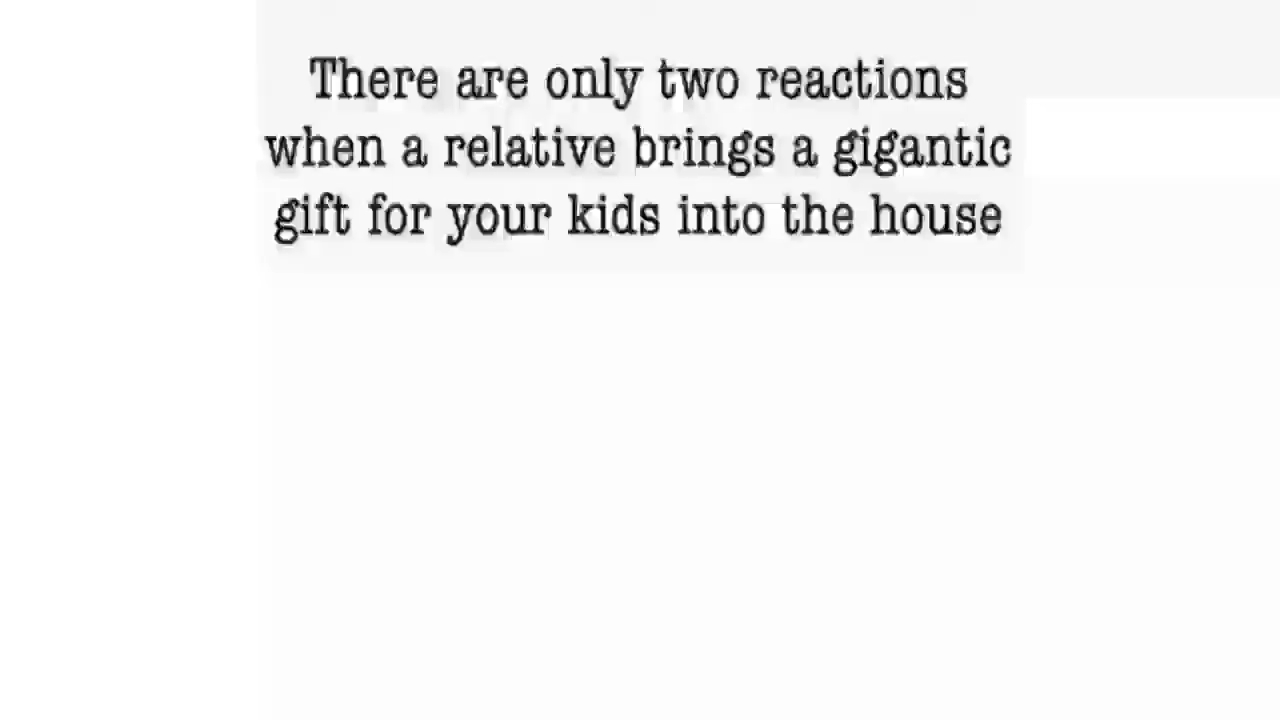 There are only two reactions
when a relative brings a gigantic
gift for your kids into the house